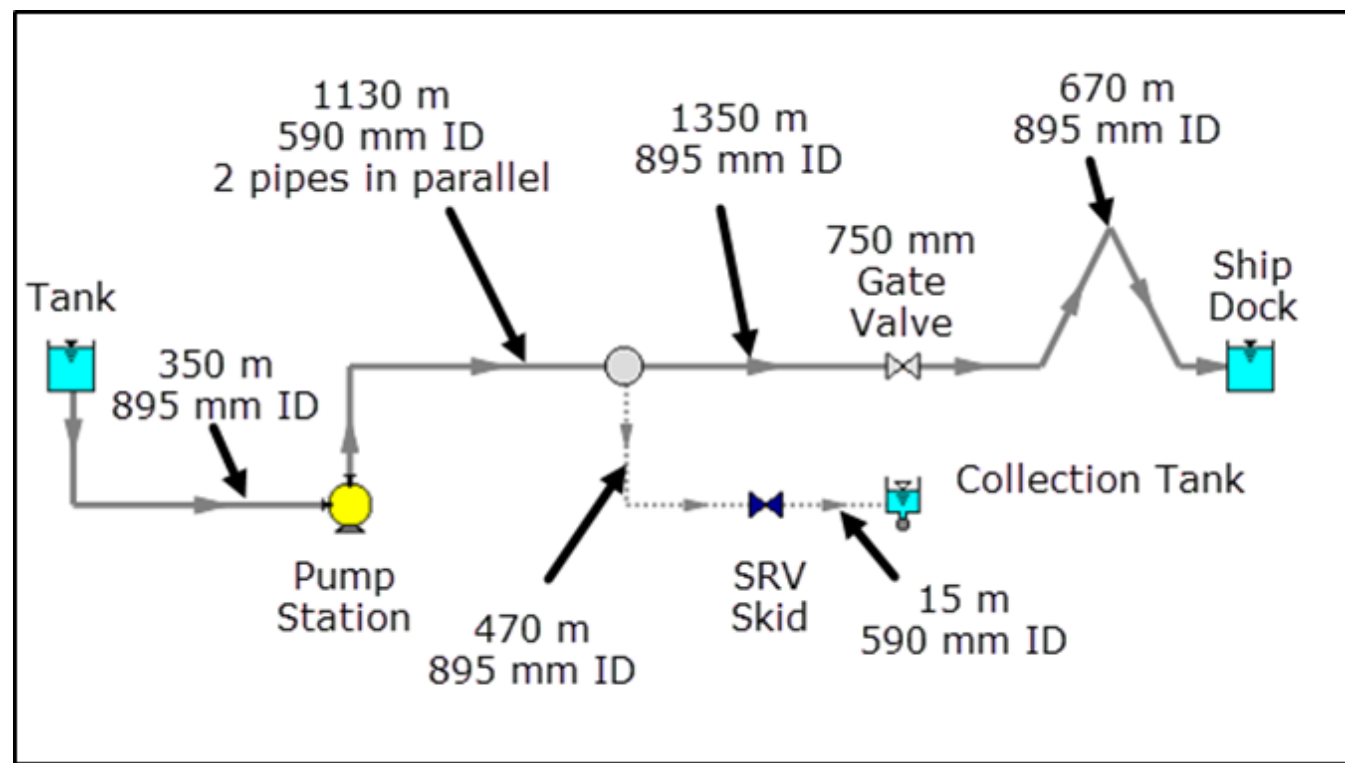 1130 m
590 mm ID
2 pipes in parallel
1350 m
895 mm ID
670 m
895 mm ID
750 mm
Gate
Valve
Ship
Dock
Tank
350 m
895 mm ID
Pump
Station
470 m
895 mm ID
SRV
Skid
Collection Tank
15 m
590 mm ID